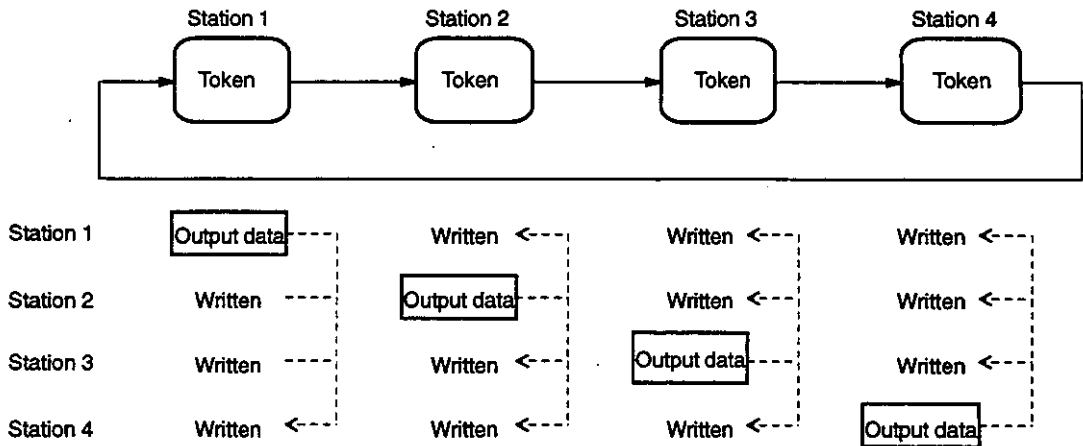 Station 1 Station 2 Station 3 Station 4
Token Token Token Token
Station 1 Output data Written Written Written
Station 2 Written Output data Written Written
Station 3 Written Written Output data Written
Station 4 Written Written Written Output data